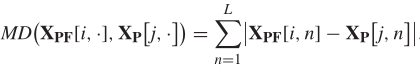 MD(X_PF[i, ·], X_P[j, ·]) = ∑_{n=1}^{L} |X_PF[i, n] − X_P[j, n]|.